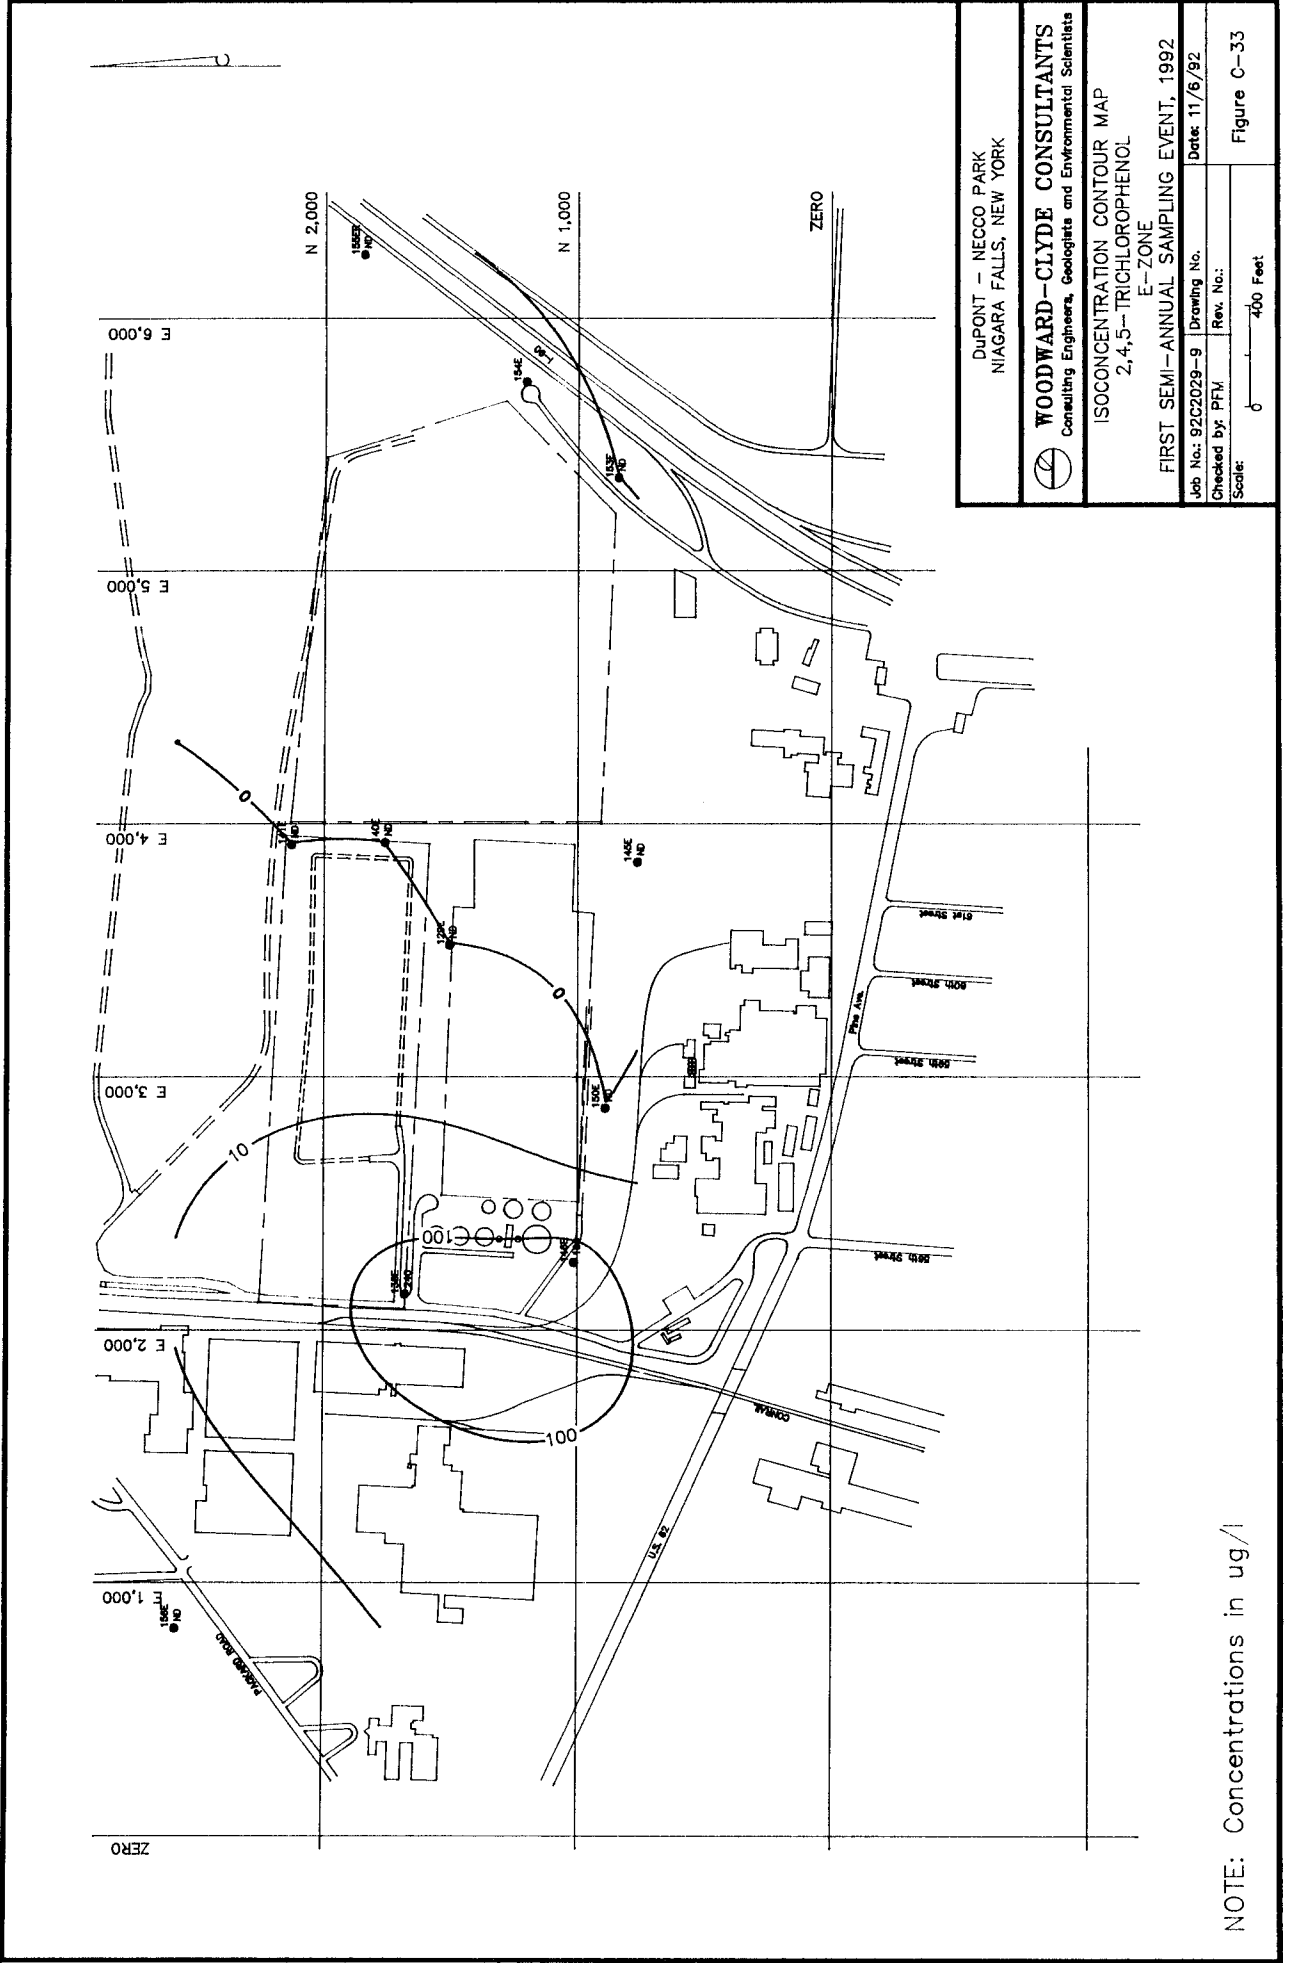 DuPONT – NECCO PARK
NIAGARA FALLS, NEW YORK
WOODWARD–CLYDE CONSULTANTS
Consulting Engineers, Geologists and Environmental Scientists
ISOCONCENTRATION CONTOUR MAP
2,4,5–TRICHLOROPHENOL
E–ZONE
FIRST SEMI–ANNUAL SAMPLING EVENT, 1992
Job No.: 92C2029–9
Drawing No.
Date: 11/6/92
Checked by: PFM
Rev. No.:
Scale:
0 400 Feet
Figure C–33
NOTE: Concentrations in ug/l
N 2,000
N 1,000
ZERO
E 6,000
E 5,000
E 4,000
E 3,000
E 2,000
E 1,000
ZERO
155ER
ND
154E
I-90
153E
ND
ND
ND
ND
145E
ND
150E
ND
156E
ND
0
0
10
100
100
61st Street
60th Street
59th Street
56th Street
Pine Ave.
CONRAIL
U.S. 62
PACKARD ROAD